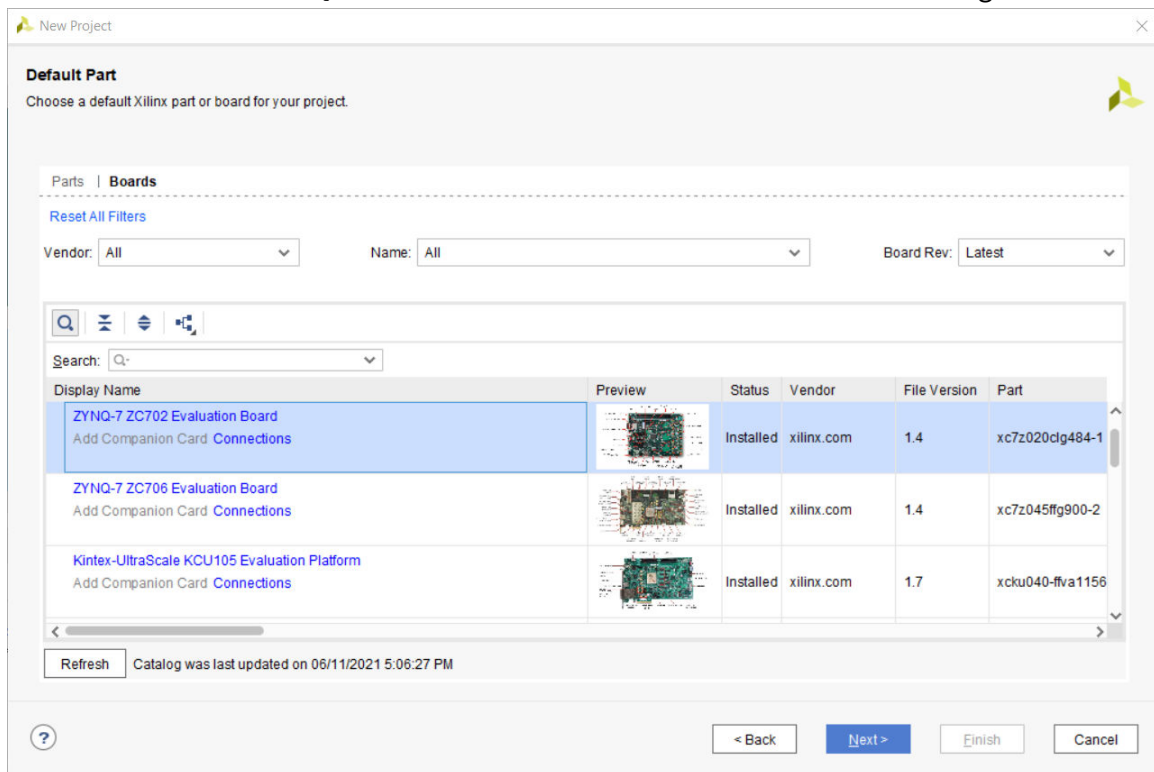 New Project
Default Part
Choose a default Xilinx part or board for your project.
Parts | Boards
Reset All Filters
Vendor: All Name: All Board Rev: Latest
Search: Q-
Display Name Preview Status Vendor File Version Part
ZYNQ-7 ZC702 Evaluation Board
Add Companion Card Connections Installed xilinx.com 1.4 xc7z020clg484-1
ZYNQ-7 ZC706 Evaluation Board
Add Companion Card Connections Installed xilinx.com 1.4 xc7z045ffg900-2
Kintex-UltraScale KCU105 Evaluation Platform
Add Companion Card Connections Installed xilinx.com 1.7 xcku040-ffva1156
Refresh Catalog was last updated on 06/11/2021 5:06:27 PM
? < Back Next > Finish Cancel